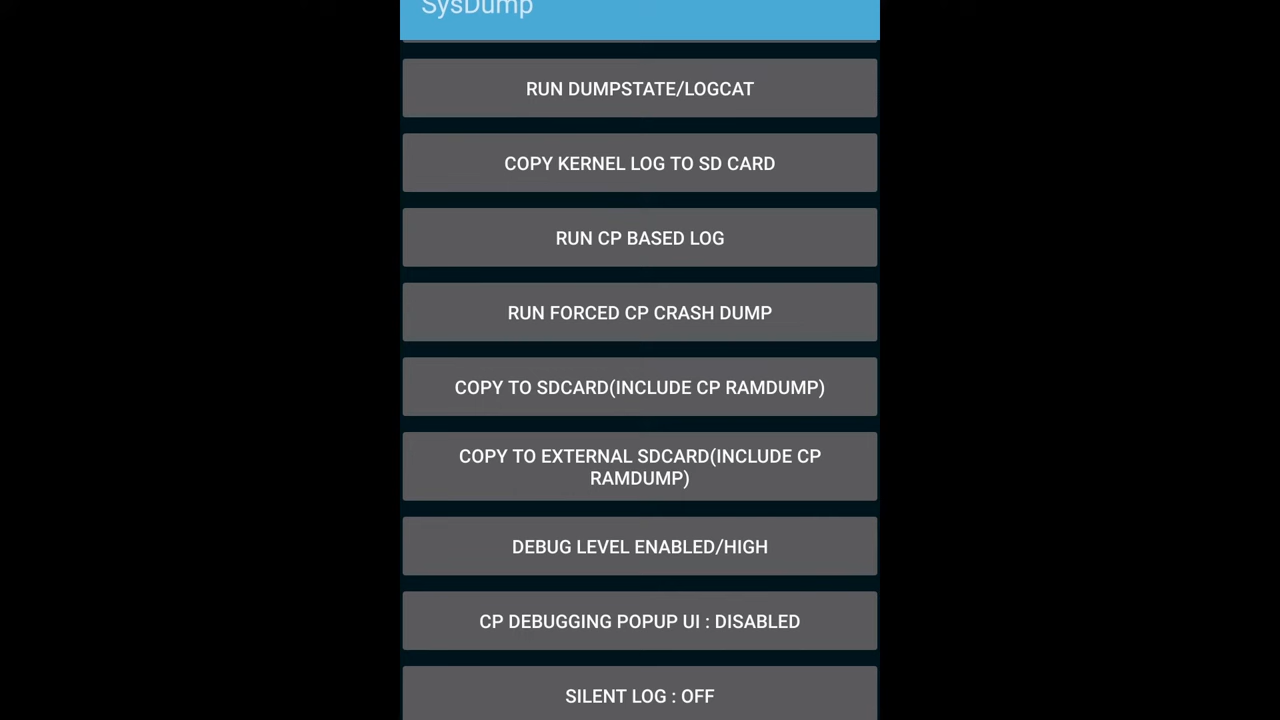 SysDump
RUN DUMPSTATE/LOGCAT
COPY KERNEL LOG TO SD CARD
RUN CP BASED LOG
RUN FORCED CP CRASH DUMP
COPY TO SDCARD(INCLUDE CP RAMDUMP)
COPY TO EXTERNAL SDCARD(INCLUDE CP
RAMDUMP)
DEBUG LEVEL ENABLED/HIGH
CP DEBUGGING POPUP UI : DISABLED
SILENT LOG : OFF